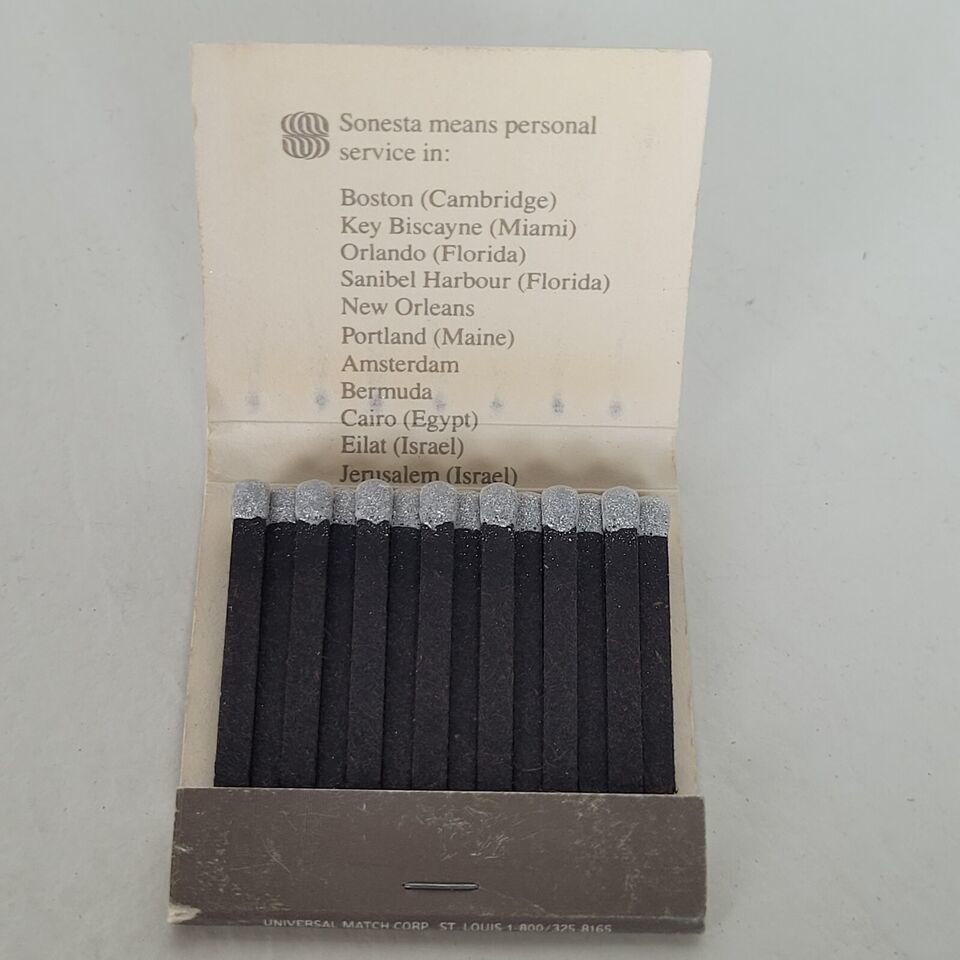 Sonesta means personal
service in:
Boston (Cambridge)
Key Biscayne (Miami)
Orlando (Florida)
Sanibel Harbour (Florida)
New Orleans
Portland (Maine)
Amsterdam
Bermuda
Cairo (Egypt)
Eilat (Israel)
Jerusalem (Israel)
UNIVERSAL MATCH CORP. ST. LOUIS 1-800/325-8165